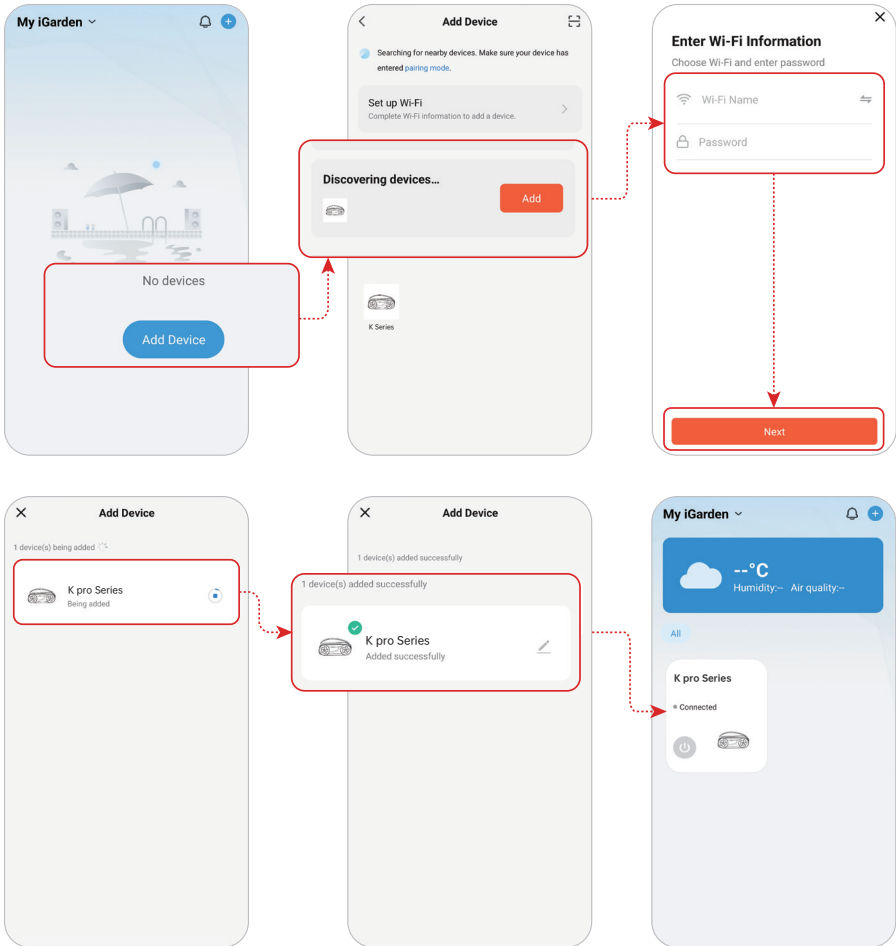 My iGarden
No devices
Add Device
Add Device
Searching for nearby devices. Make sure your device has
entered pairing mode.
Set up Wi-Fi
Complete Wi-Fi information to add a device.
Discovering devices...
Add
K Series
Enter Wi-Fi Information
Choose Wi-Fi and enter password
Wi-Fi Name
Password
Next
Add Device
1 device(s) being added
K pro Series
Being added
Add Device
1 device(s) added successfully
1 device(s) added successfully
K pro Series
Added successfully
My iGarden
--°C
Humidity:-- Air quality:--
All
K pro Series
Connected